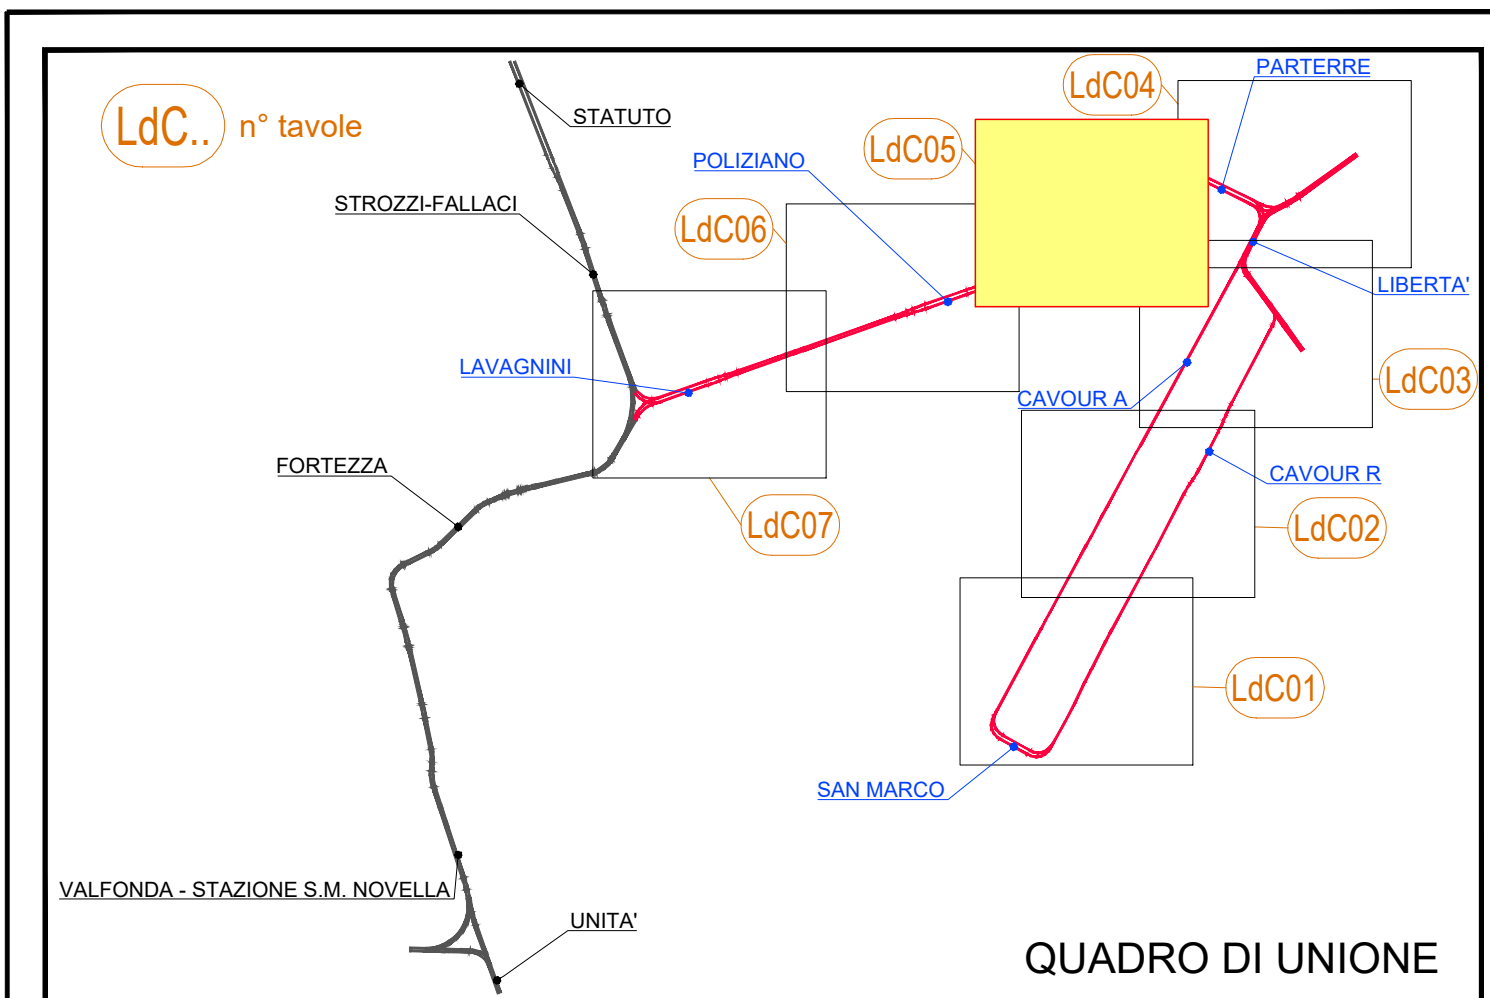 LdC.. n° tavole
STATUTO
STROZZI-FALLACI
POLIZIANO
LdC04
PARTERRE
LdC05
LdC06
LIBERTA'
LAVAGNINI
CAVOUR A
LdC03
FORTEZZA
CAVOUR R
LdC07
LdC02
LdC01
SAN MARCO
VALFONDA - STAZIONE S.M. NOVELLA
UNITA'
QUADRO DI UNIONE